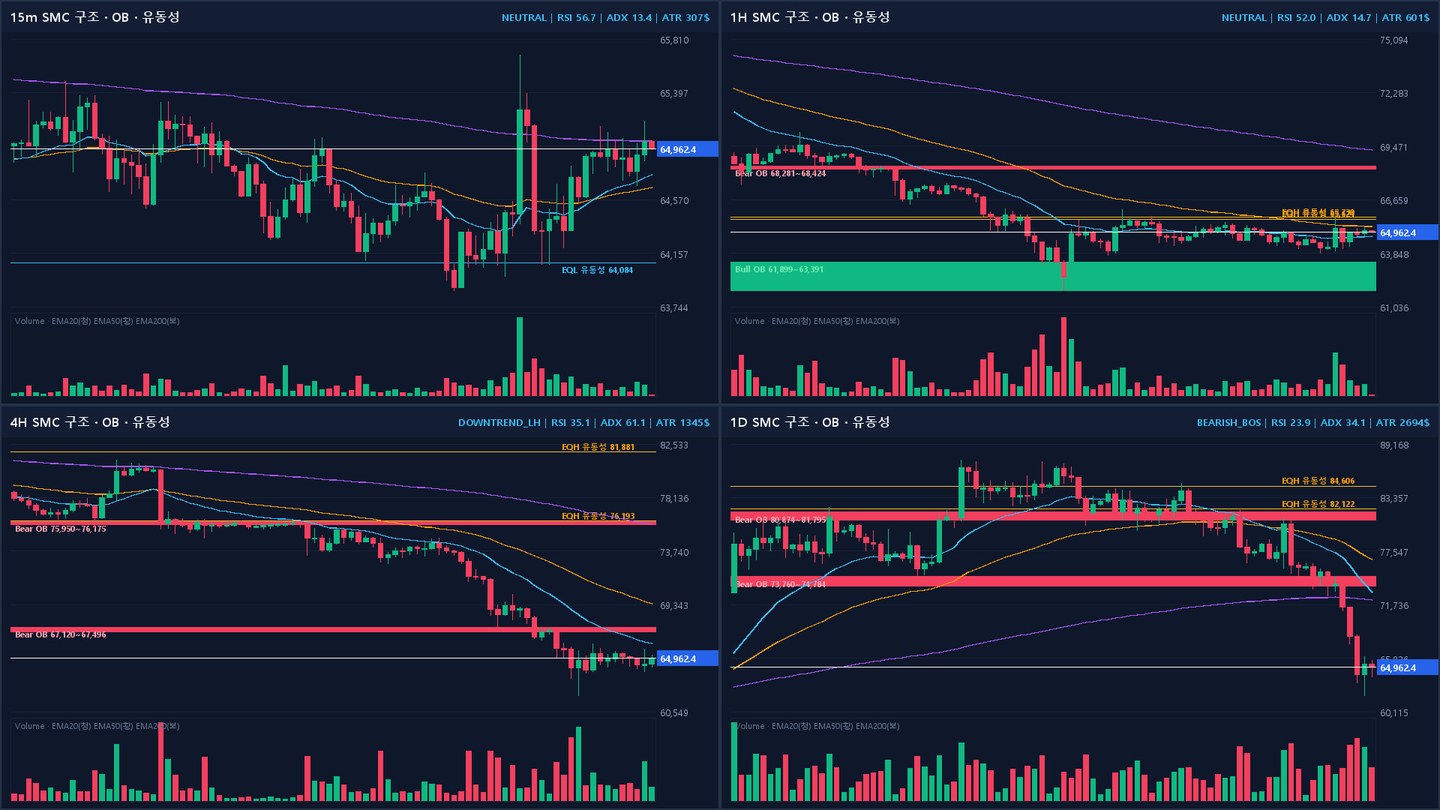 15m SMC 구조 · OB · 유동성
NEUTRAL | RSI 56.7 | ADX 13.4 | ATR 307$
65,810
65,397
64,962.4
64,570
64,157
63,744
EQL 유동성 64,084
Volume · EMA20(청) EMA50(황) EMA200(보)
1H SMC 구조 · OB · 유동성
NEUTRAL | RSI 52.0 | ADX 14.7 | ATR 601$
75,094
72,283
69,471
66,659
64,962.4
63,848
61,036
Bear OB 68,281~68,424
EQH 유동성
Bull OB 61,899~63,391
Volume · EMA20(청) EMA50(황) EMA200(보)
4H SMC 구조 · OB · 유동성
DOWNTREND_LH | RSI 35.1 | ADX 61.1 | ATR 1345$
82,533
78,136
73,740
69,343
64,962.4
60,549
EQH 유동성 81,881
EQH 유동성 76,193
Bear OB 75,950~76,175
Bear OB 67,120~67,496
Volume · EMA20(청) EMA50(황) EMA200(보)
1D SMC 구조 · OB · 유동성
BEARISH_BOS | RSI 23.9 | ADX 34.1 | ATR 2694$
89,168
83,357
77,547
71,736
64,962.4
60,115
EQH 유동성 84,606
EQH 유동성 82,122
Bear OB 80,874~81,795
Bear OB 73,760~74,784
Volume · EMA20(청) EMA50(황) EMA200(보)